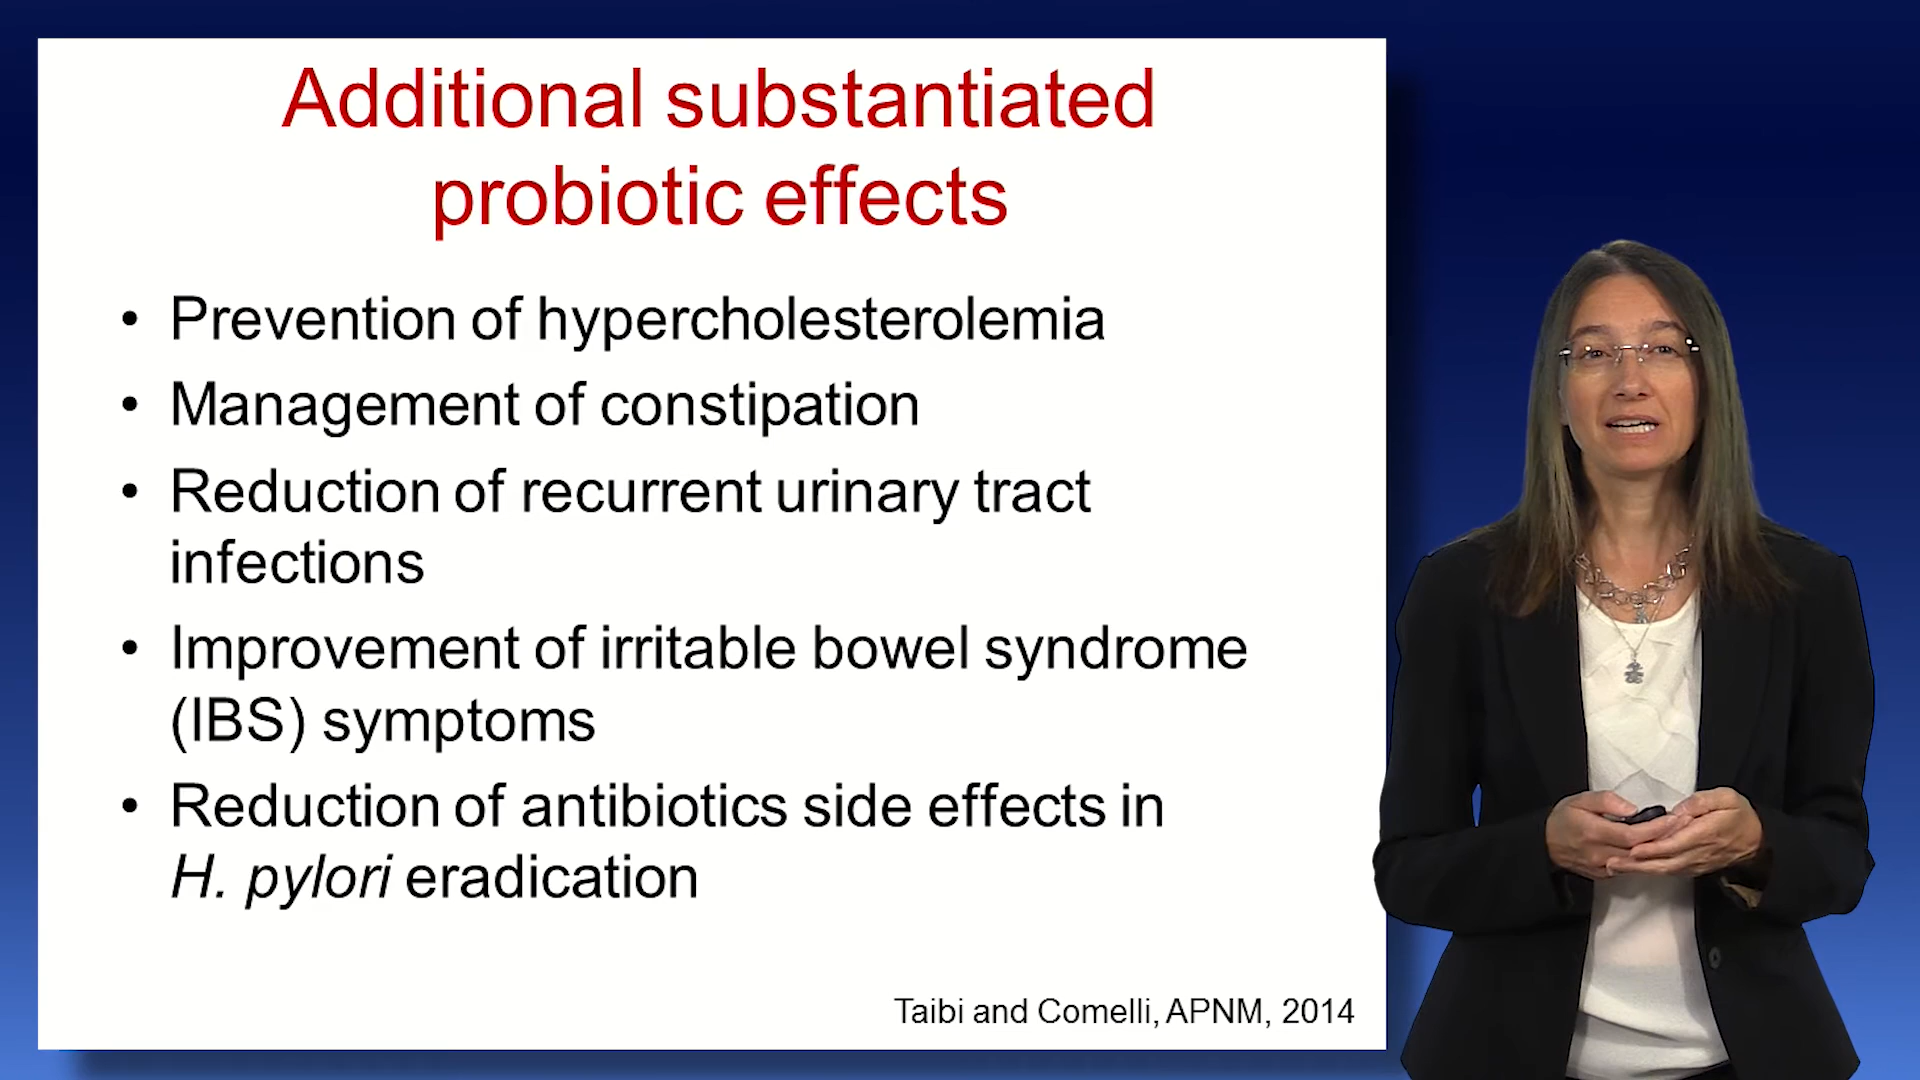 Additional substantiated
probiotic effects
• Prevention of hypercholesterolemia
• Management of constipation
• Reduction of recurrent urinary tract
infections
• Improvement of irritable bowel syndrome
(IBS) symptoms
• Reduction of antibiotics side effects in
H. pylori eradication
Taibi and Comelli, APNM, 2014